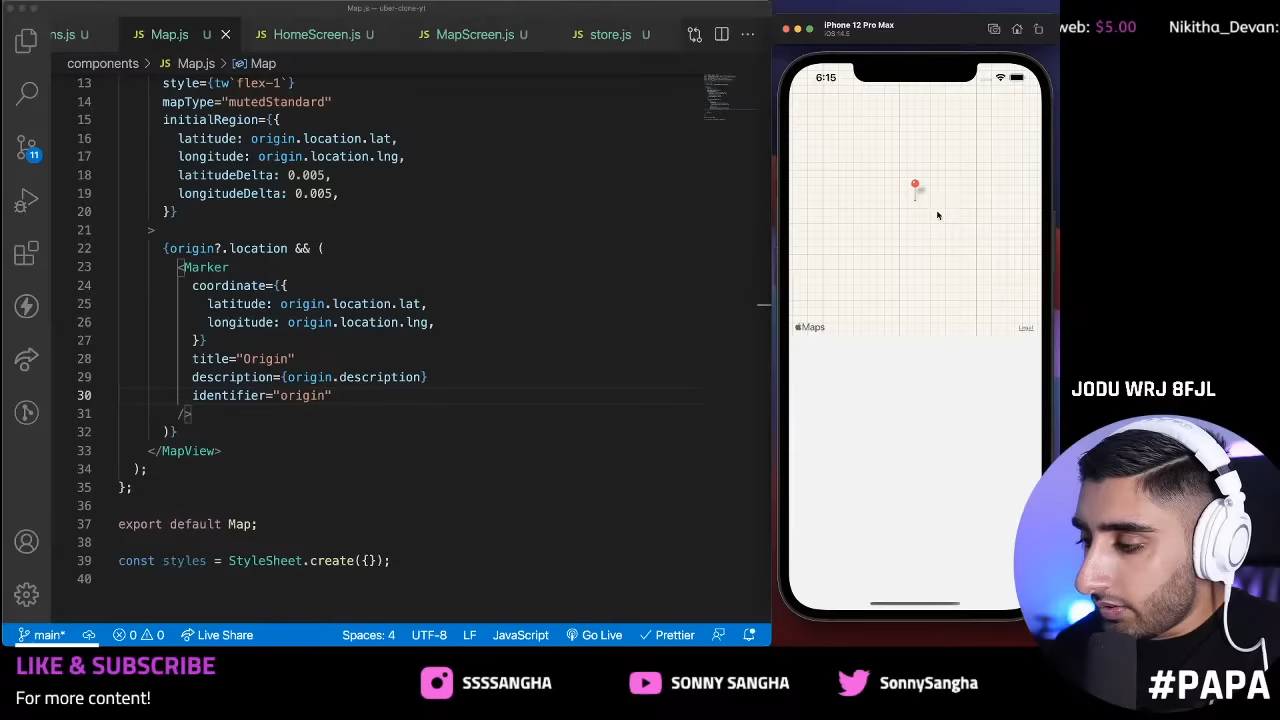 Map.js — uber-clone-yt
ns.js U
JS Map.js U
JS HomeScreen.js U
JS MapScreen.js U
JS store.js U
components > JS Map.js > Map
13 style={tw`flex-1`}
14 mapType="mutedStandard"
15 initialRegion={{
16 latitude: origin.location.lat,
17 longitude: origin.location.lng,
18 latitudeDelta: 0.005,
19 longitudeDelta: 0.005,
20 }}
21 >
22 {origin?.location && (
23 <Marker
24 coordinate={{
25 latitude: origin.location.lat,
26 longitude: origin.location.lng,
27 }}
28 title="Origin"
29 description={origin.description}
30 identifier="origin"
31 />
32 )}
33 </MapView>
34 );
35 };
36
37 export default Map;
38
39 const styles = StyleSheet.create({});
40
11
main* 0 0 Live Share Spaces: 4 UTF-8 LF JavaScript Go Live Prettier
iPhone 12 Pro Max
iOS 14.5
6:15
Maps
Legal
web: $5.00 Nikitha_Devan:
JODU WRJ 8FJL
LIKE & SUBSCRIBE
For more content!
SSSSANGHA
SONNY SANGHA
SonnySangha
#PAPA